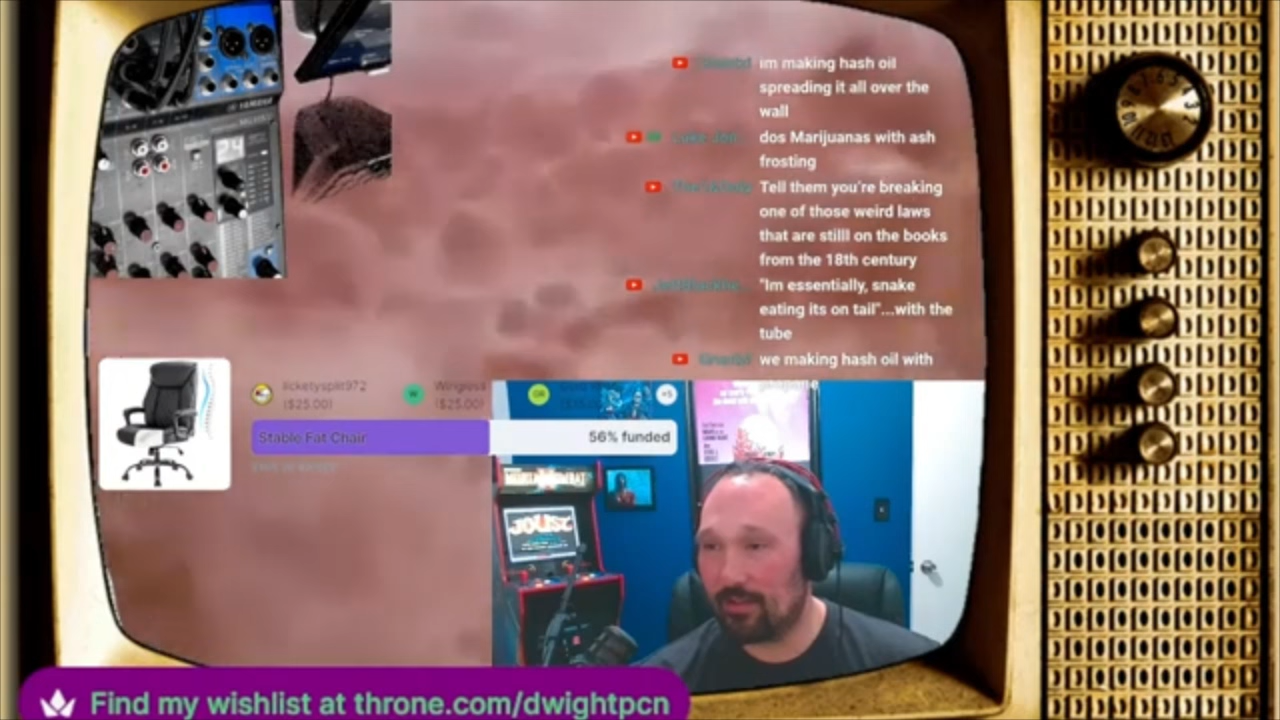 im making hash oil
spreading it all over the
wall
dos Marijuanas with ash
frosting
Tell them you're breaking
one of those weird laws
that are stilll on the books
from the 18th century
"Im essentially, snake
eating its on tail"...with the
tube
we making hash oil with
YAMAHA
24
licketysplit972
($25.00)
W
Wingless
($25.00)
+5
Stable Fat Chair
56% funded
JOUST
Find my wishlist at throne.com/dwightpcn